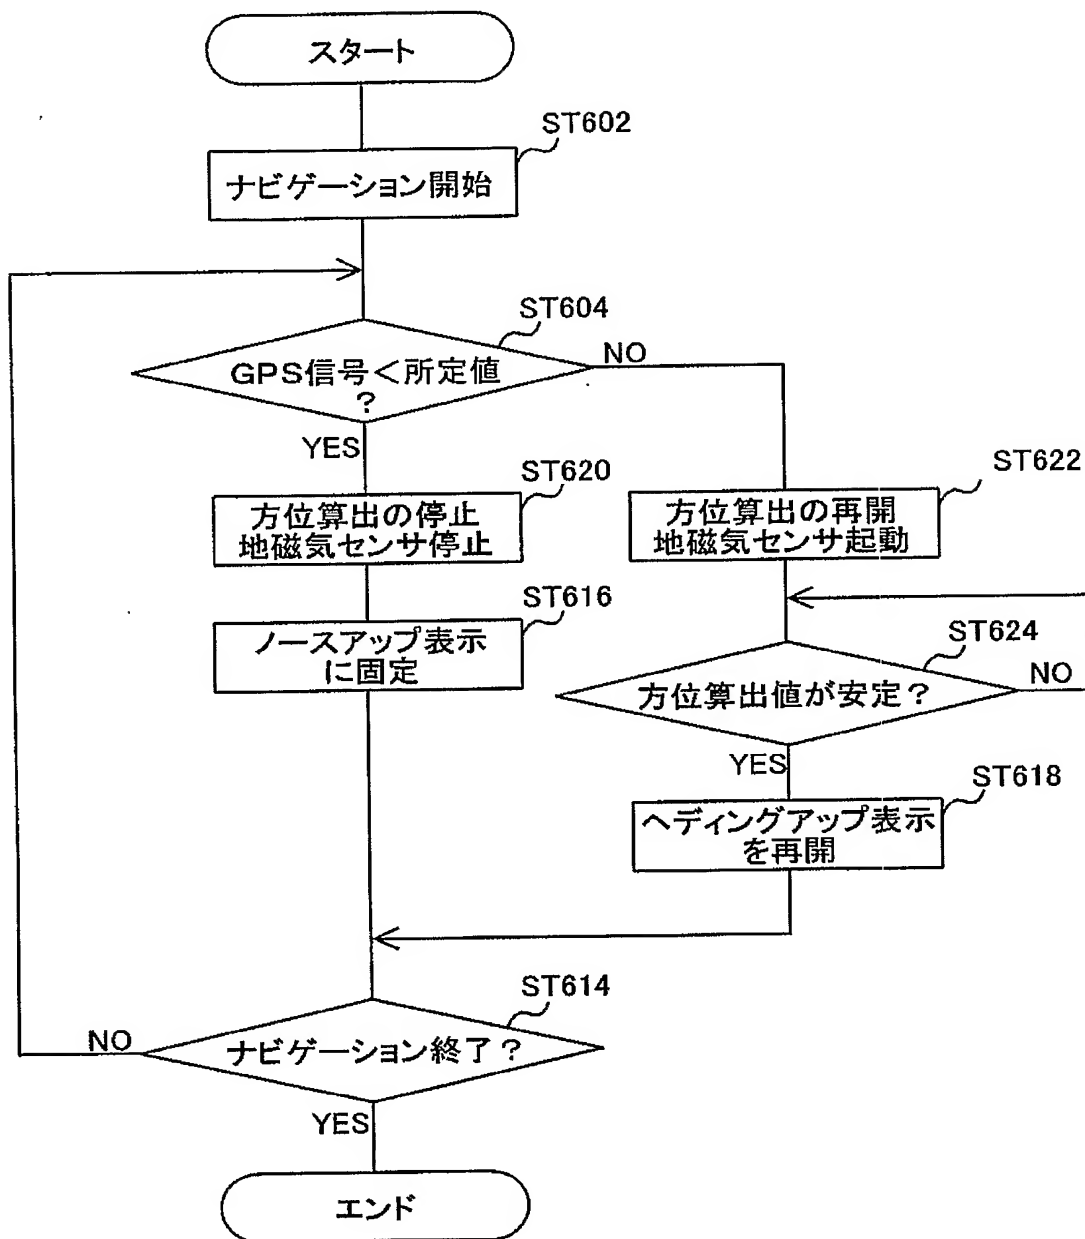 スタート
ST602
ナビゲーション開始
ST604
GPS信号<所定値
?
NO
YES
ST620
方位算出の停止
地磁気センサ停止
ST622
方位算出の再開
地磁気センサ起動
ST616
ノースアップ表示
に固定
ST624
方位算出値が安定?
NO
YES
ST618
ヘディングアップ表示
を再開
ST614
ナビゲーション終了?
NO
YES
エンド